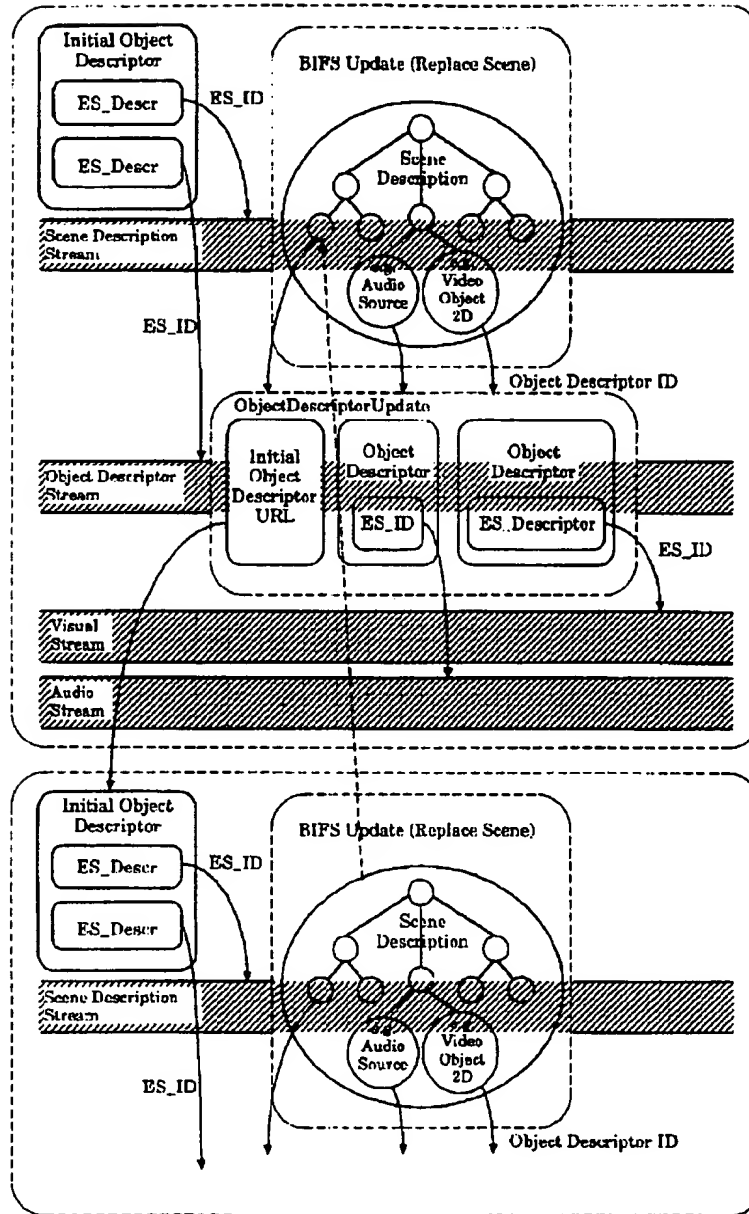 Initial Object
Descriptor
ES_Descr
ES_Descr
ES_ID
BIFS Update (Replace Scene)
Scene
Description
Scene Description
Stream
Audio
Source
Video
Object
2D
ES_ID
Object Descriptor ID
ObjectDescriptorUpdate
Initial
Object
Descriptor
URL
Object
Descriptor
ES_ID
Object
Descriptor
ES_Descriptor
Object Descriptor
Stream
ES_ID
Visual
Stream
Audio
Stream
Initial Object
Descriptor
ES_Descr
ES_Descr
ES_ID
BIFS Update (Replace Scene)
Scene
Description
Scene Description
Stream
Audio
Source
Video
Object
2D
ES_ID
Object Descriptor ID